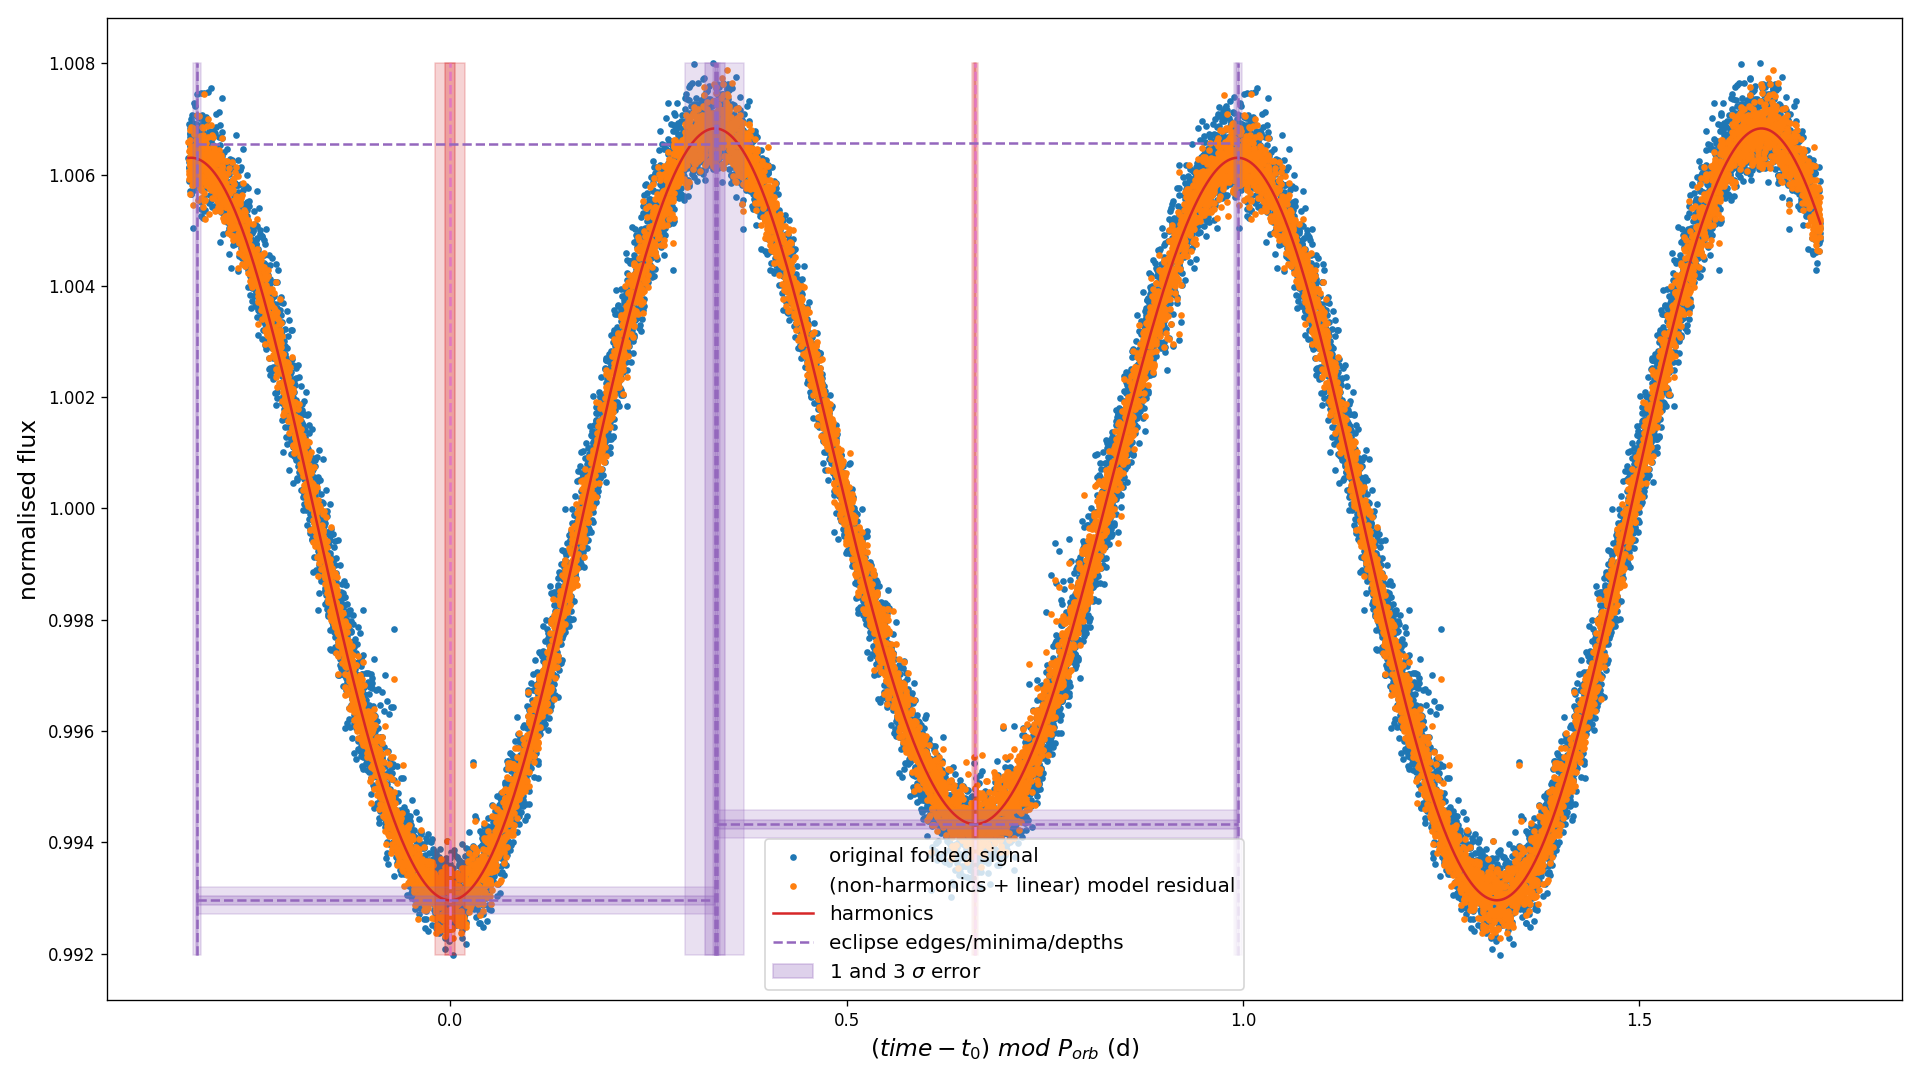 1.008
1.006
1.004
1.002
1.000
0.998
0.996
0.994
0.992
normalised flux
original folded signal
(non-harmonics + linear) model residual
harmonics
eclipse edges/minima/depths
1 and 3 σ error
0.0 0.5 1.0 1.5
(time − t₀) mod P_orb (d)